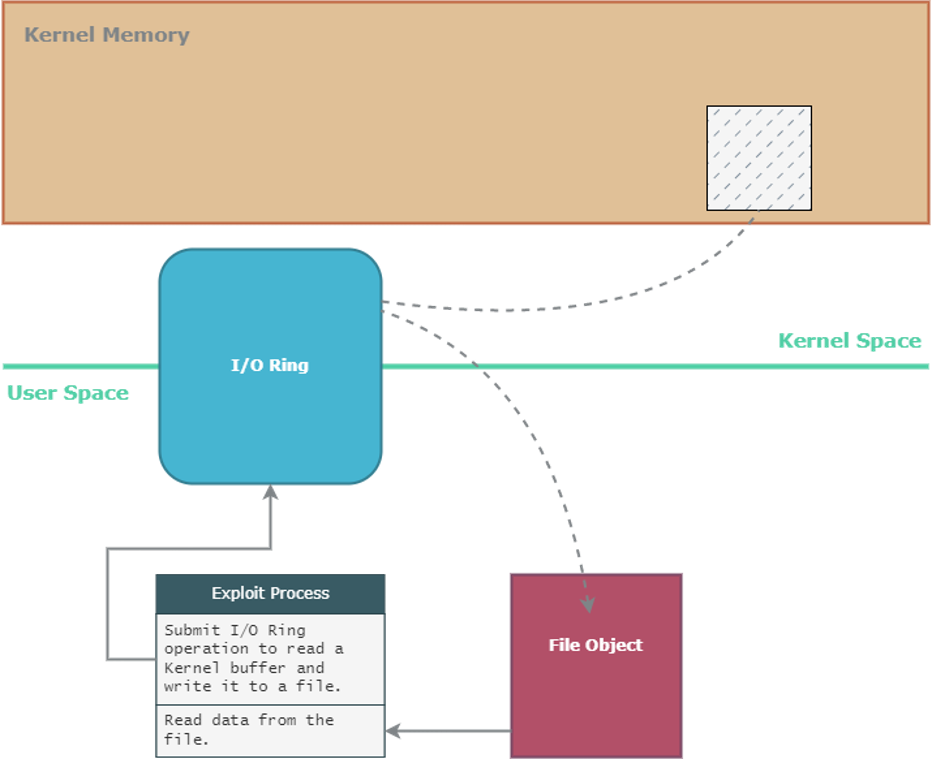 Kernel Memory
Kernel Space
I/O Ring
User Space
Exploit Process
Submit I/O Ring
operation to read a
Kernel buffer and
write it to a file.
Read data from the
file.
File Object